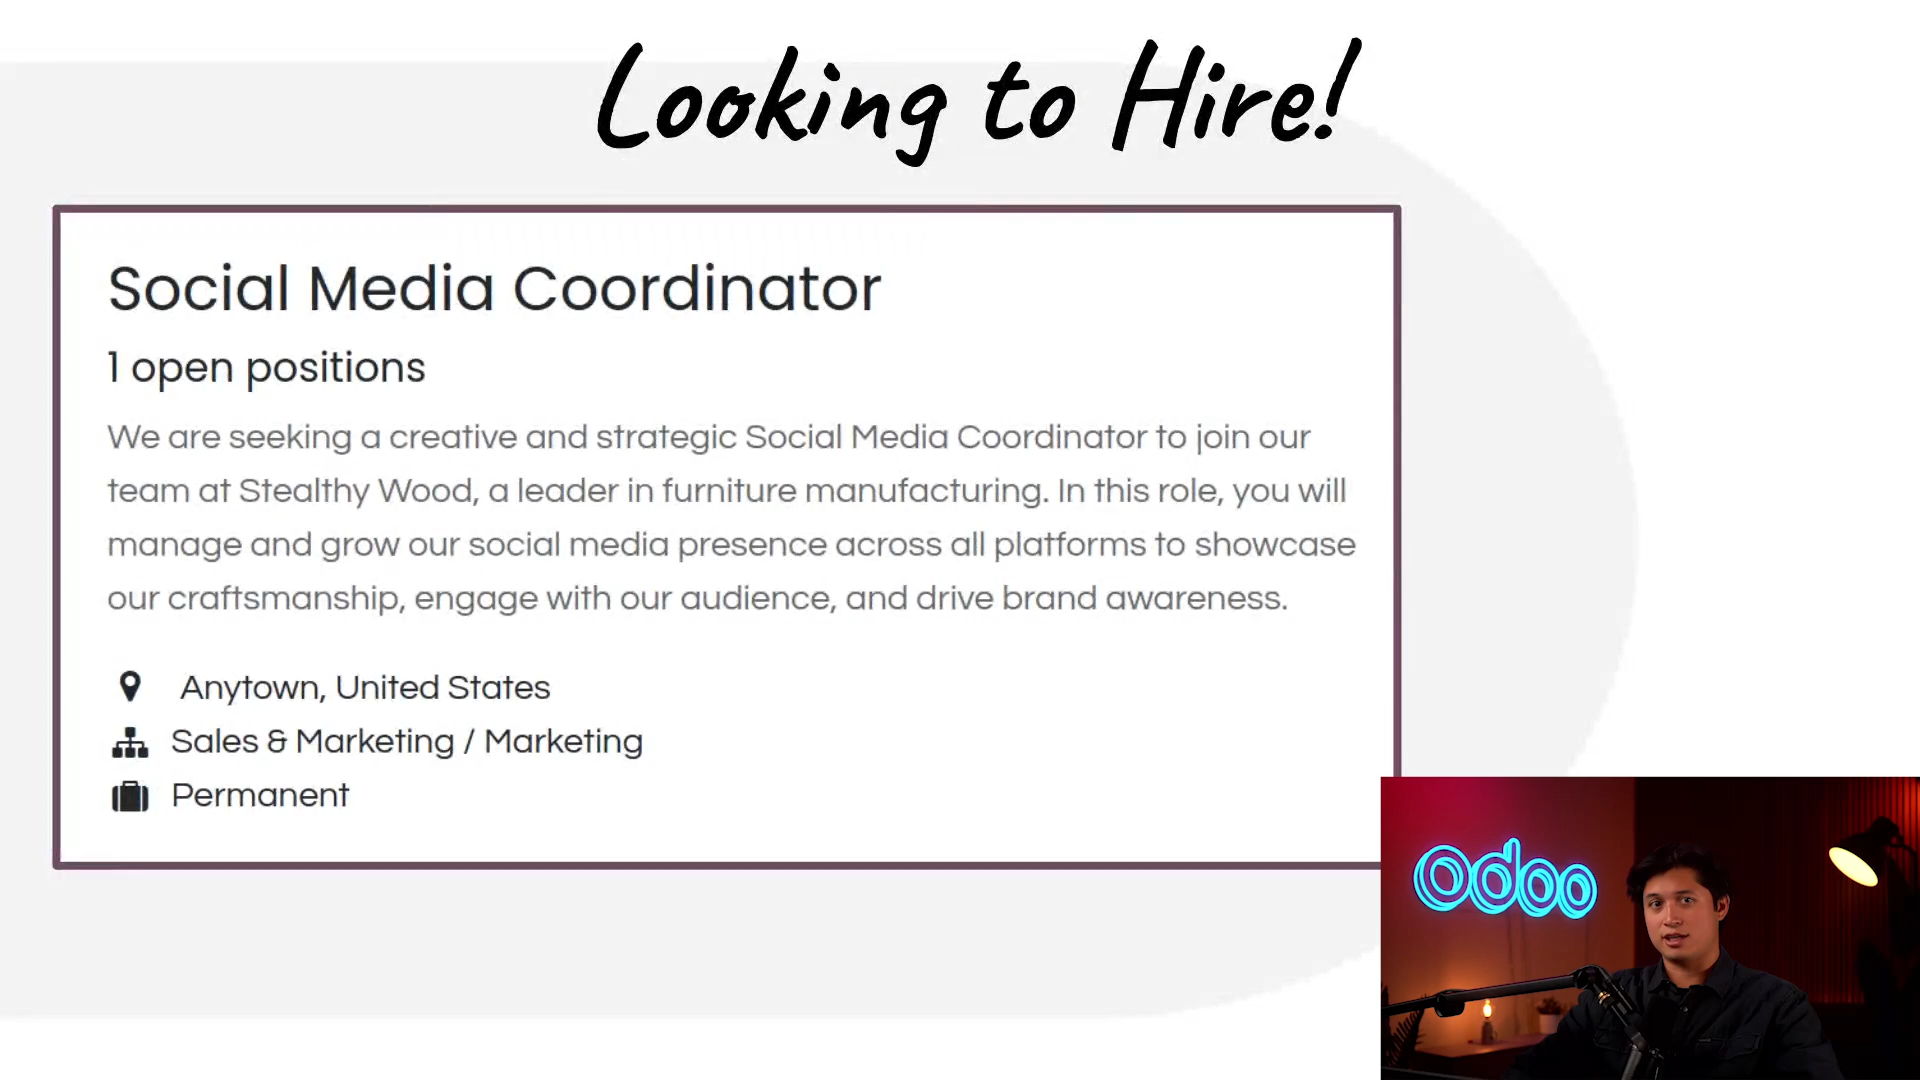 Looking to Hire!
Social Media Coordinator
1 open positions
We are seeking a creative and strategic Social Media Coordinator to join our
team at Stealthy Wood, a leader in furniture manufacturing. In this role, you will
manage and grow our social media presence across all platforms to showcase
our craftsmanship, engage with our audience, and drive brand awareness.
Anytown, United States
Sales & Marketing / Marketing
Permanent
odoo